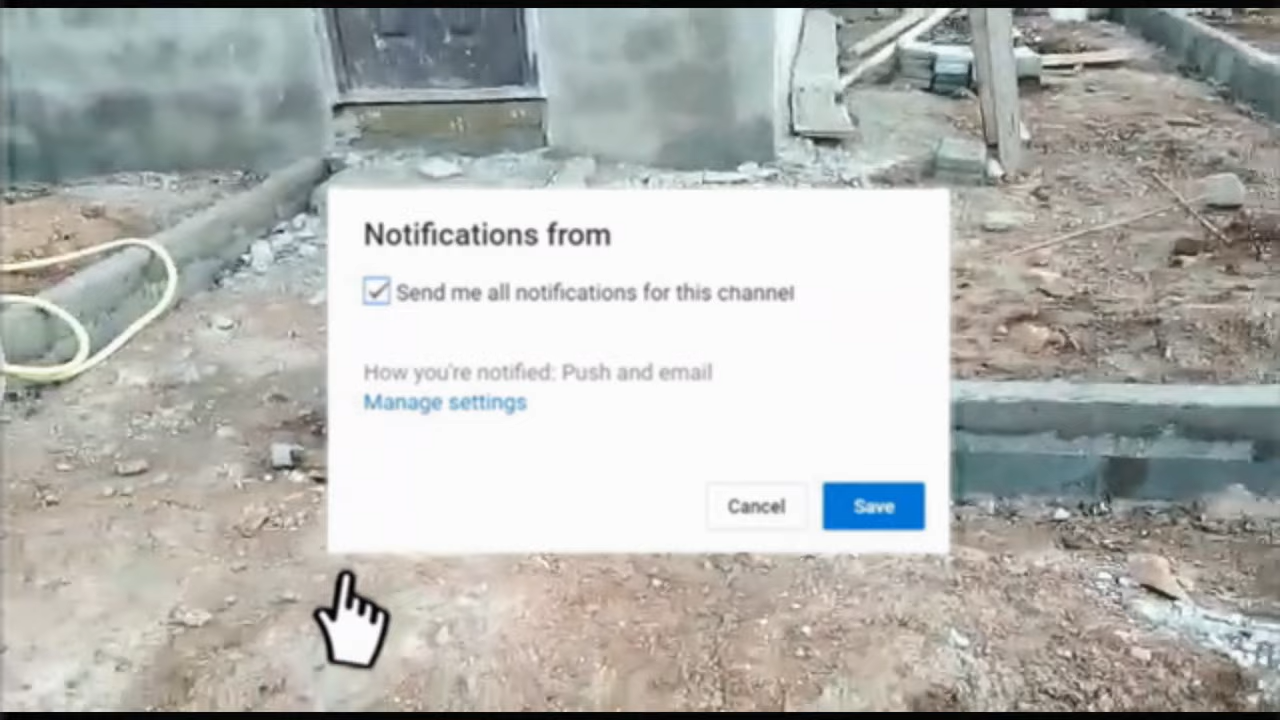 Notifications from
Send me all notifications for this channel
How you're notified: Push and email
Manage settings
Cancel
Save